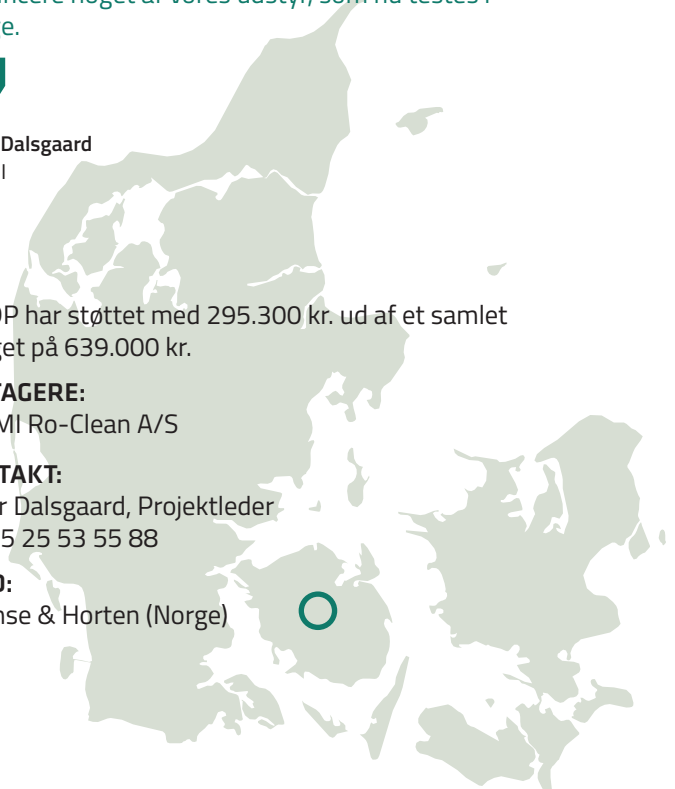 ncere noget af vores udstyr, som nu testes i
e.
Dalsgaard
l
OP har støttet med 295.300 kr. ud af et samlet
get på 639.000 kr.
TAGERE:
MI Ro-Clean A/S
TAKT:
r Dalsgaard, Projektleder
5 25 53 55 88
D:
nse & Horten (Norge)